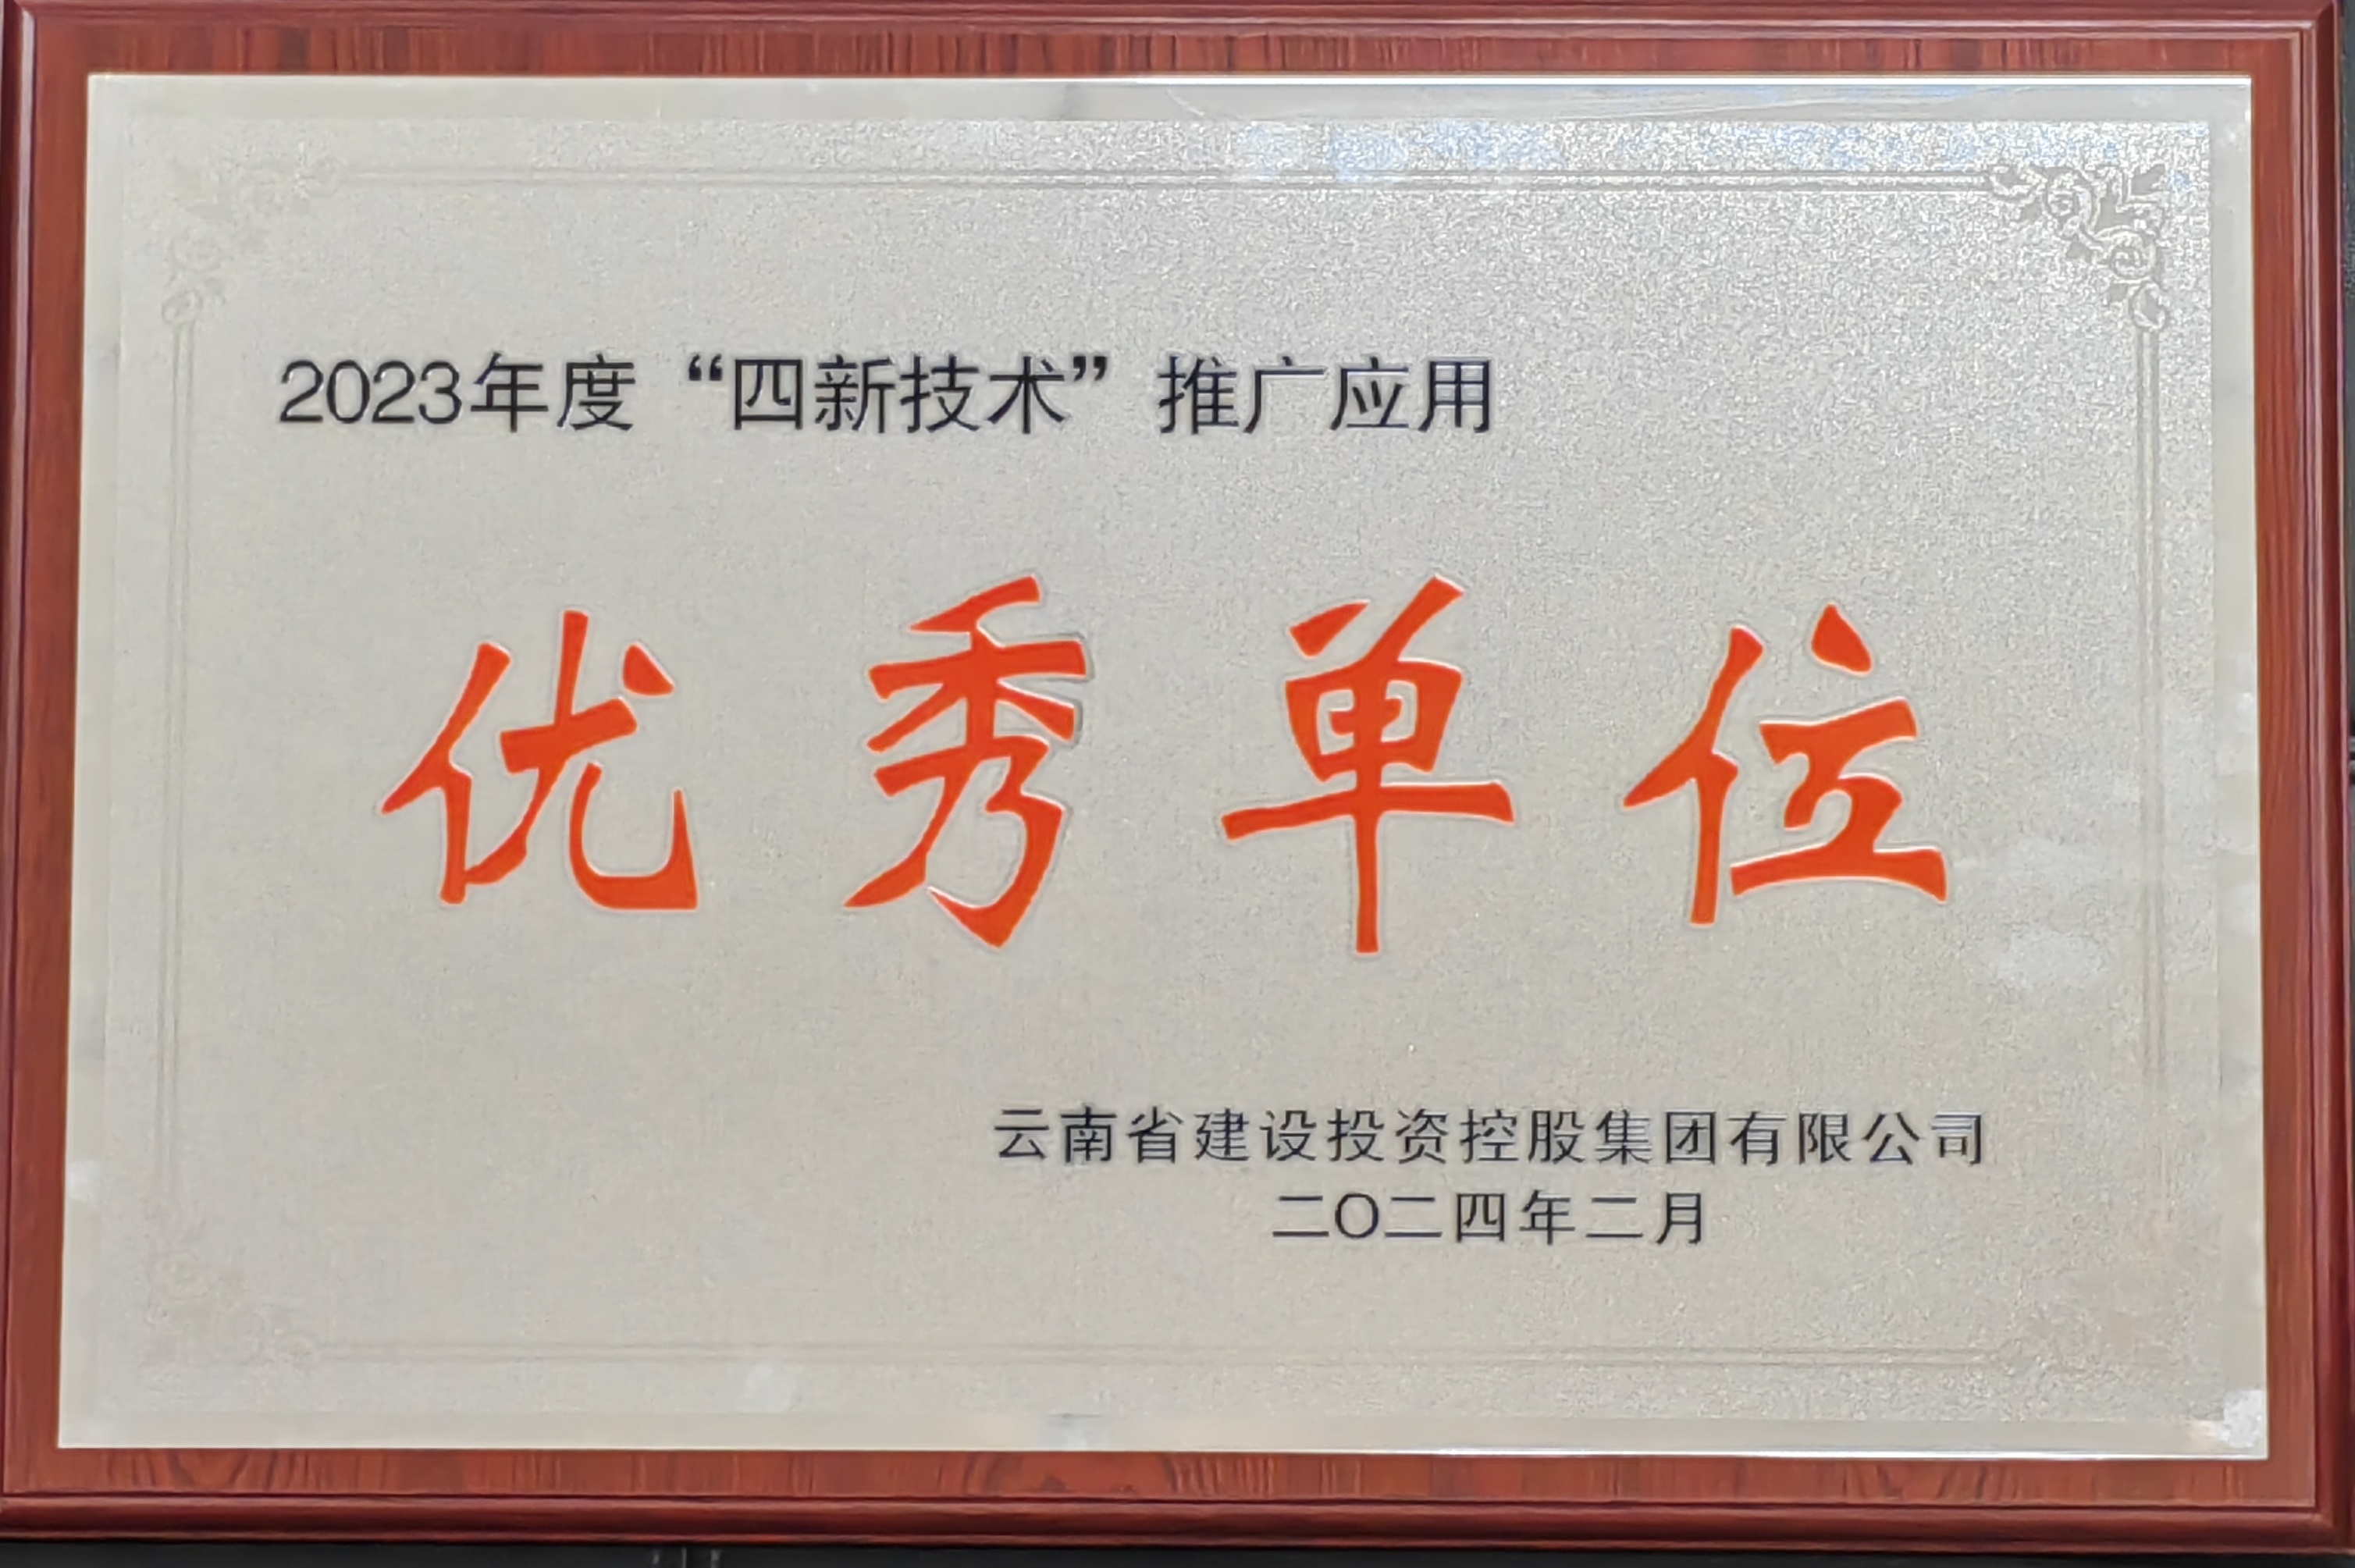 2023年度“四新技术”推广应用
优秀单位
云南省建设投资控股集团有限公司
二〇二四年二月